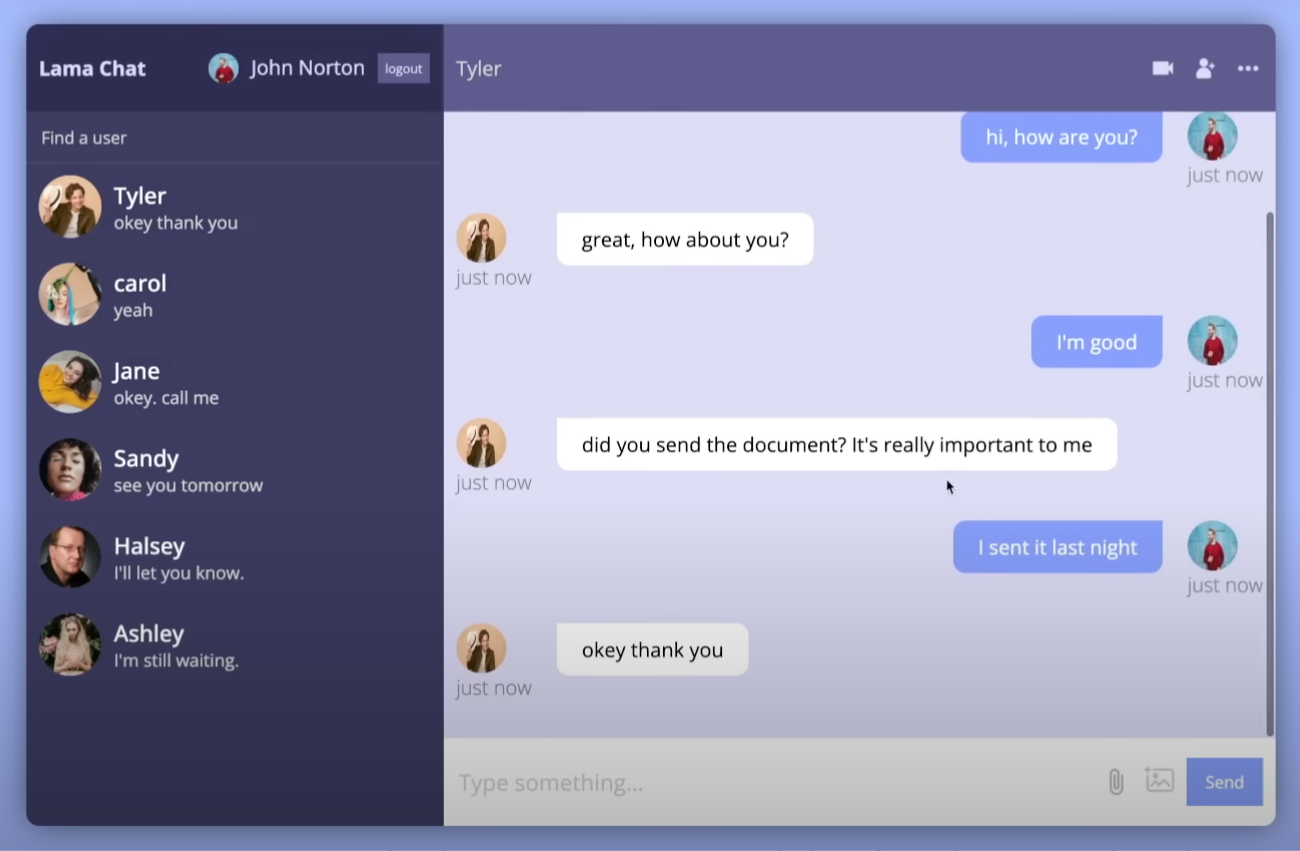 Lama Chat
John Norton
logout
Find a user
Tyler
okey thank you
carol
yeah
Jane
okey. call me
Sandy
see you tomorrow
Halsey
I'll let you know.
Ashley
I'm still waiting.
Tyler
hi, how are you?
just now
great, how about you?
just now
I'm good
just now
did you send the document? It's really important to me
just now
I sent it last night
just now
okey thank you
just now
Type something...
Send